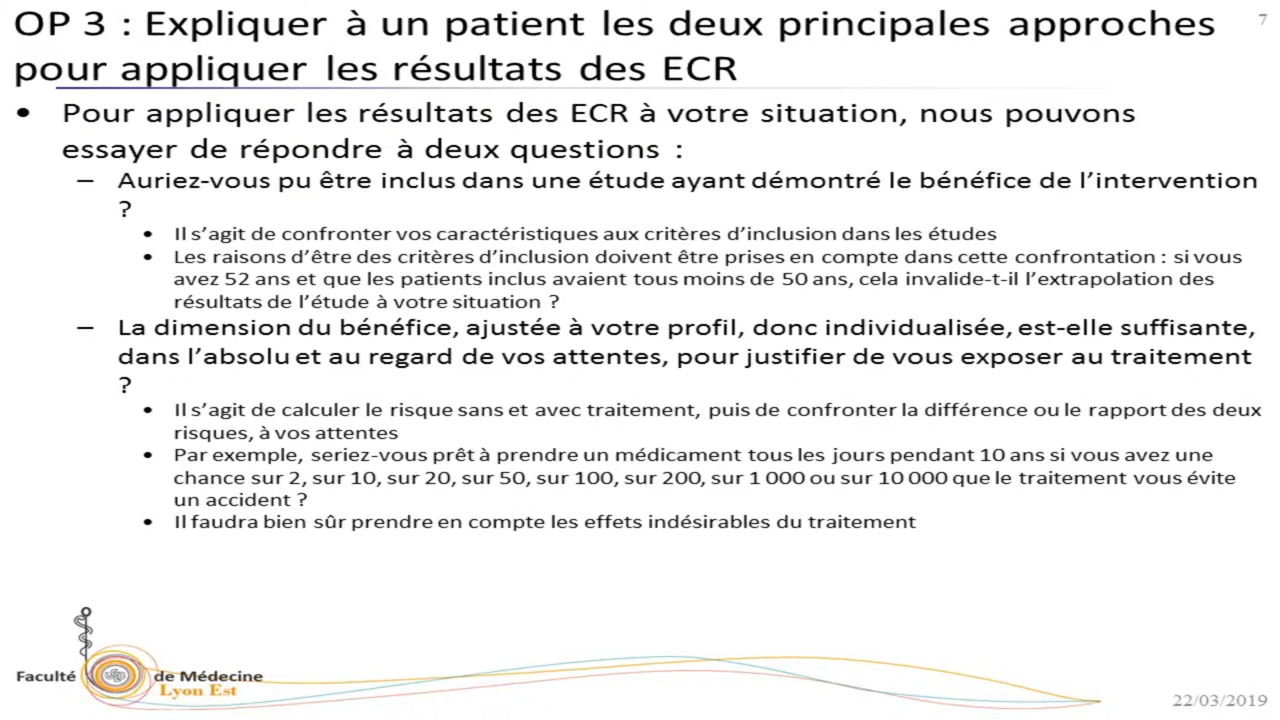 OP 3 : Expliquer à un patient les deux principales approches
7
pour appliquer les résultats des ECR
• Pour appliquer les résultats des ECR à votre situation, nous pouvons
essayer de répondre à deux questions :
– Auriez-vous pu être inclus dans une étude ayant démontré le bénéfice de l’intervention
?
• Il s’agit de confronter vos caractéristiques aux critères d’inclusion dans les études
• Les raisons d’être des critères d’inclusion doivent être prises en compte dans cette confrontation : si vous
avez 52 ans et que les patients inclus avaient tous moins de 50 ans, cela invalide-t-il l’extrapolation des
résultats de l’étude à votre situation ?
– La dimension du bénéfice, ajustée à votre profil, donc individualisée, est-elle suffisante,
dans l’absolu et au regard de vos attentes, pour justifier de vous exposer au traitement
?
• Il s’agit de calculer le risque sans et avec traitement, puis de confronter la différence ou le rapport des deux
risques, à vos attentes
• Par exemple, seriez-vous prêt à prendre un médicament tous les jours pendant 10 ans si vous avez une
chance sur 2, sur 10, sur 20, sur 50, sur 100, sur 200, sur 1 000 ou sur 10 000 que le traitement vous évite
un accident ?
• Il faudra bien sûr prendre en compte les effets indésirables du traitement
Faculté de Médecine
Lyon Est
22/03/2019